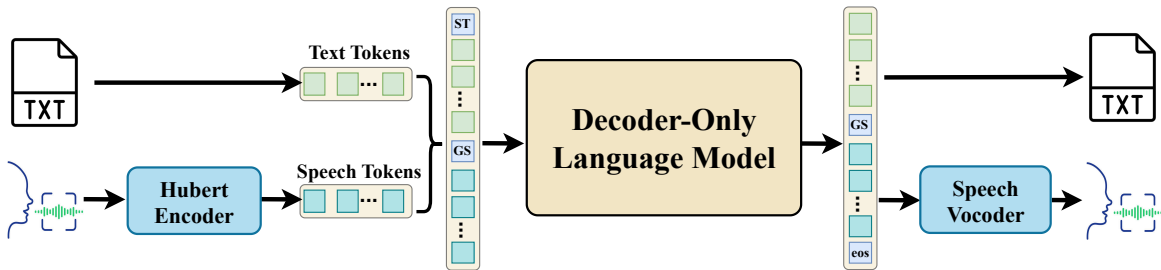 TXT
Text Tokens
...
Hubert
Encoder
Speech Tokens
...
ST
...
GS
...
Decoder-Only
Language Model
...
GS
...
eos
TXT
Speech
Vocoder